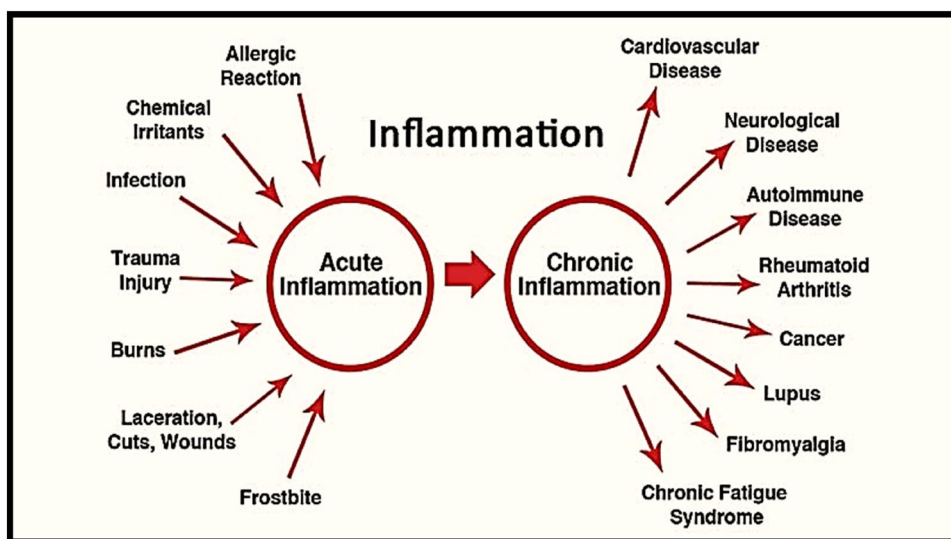 Inflammation
Allergic
Reaction
Chemical
Irritants
Infection
Trauma
Injury
Burns
Laceration,
Cuts, Wounds
Frostbite
Acute
Inflammation
Chronic
Inflammation
Cardiovascular
Disease
Neurological
Disease
Autoimmune
Disease
Rheumatoid
Arthritis
Cancer
Lupus
Fibromyalgia
Chronic Fatigue
Syndrome